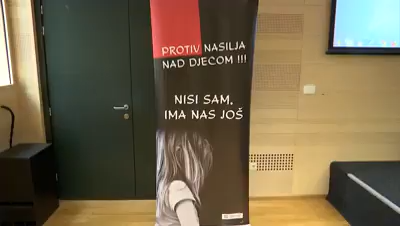 PROTIV NASILJA
NAD DJECOM !!!
NISI SAM,
IMA NAS JOŠ